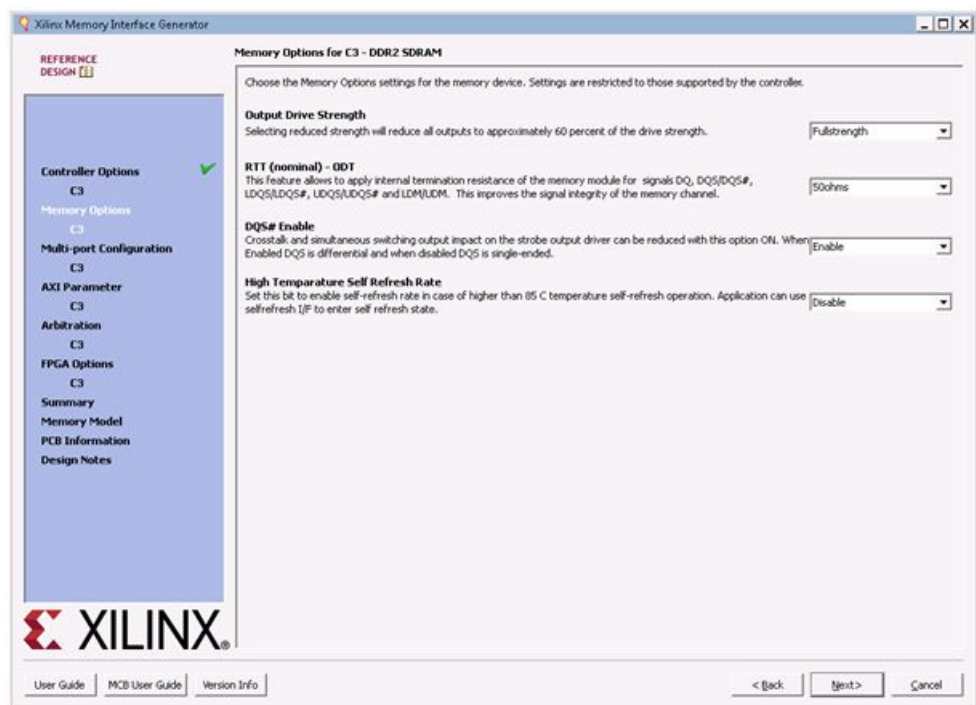 Xilinx Memory Interface Generator
REFERENCE
DESIGN
Controller Options
C3
Memory Options
C3
Multi-port Configuration
C3
AXI Parameter
C3
Arbitration
C3
FPGA Options
C3
Summary
Memory Model
PCB Information
Design Notes
XILINX®
Memory Options for C3 - DDR2 SDRAM
Choose the Memory Options settings for the memory device. Settings are restricted to those supported by the controller.
Output Drive Strength
Selecting reduced strength will reduce all outputs to approximately 60 percent of the drive strength.
Fullstrength
RTT (nominal) - ODT
This feature allows to apply internal termination resistance of the memory module for signals DQ, DQS/DQS#,
LDQS/LDQS#, UDQS/UDQS# and LDM/UDM. This improves the signal integrity of the memory channel.
50ohms
DQS# Enable
Crosstalk and simultaneous switching output impact on the strobe output driver can be reduced with this option ON. When
Enabled DQS is differential and when disabled DQS is single-ended.
Enable
High Temparature Self Refresh Rate
Set this bit to enable self-refresh rate in case of higher than 85 C temperature self-refresh operation. Application can use
selfrefresh I/F to enter self refresh state.
Disable
User Guide
MCB User Guide
Version Info
< Back
Next>
Cancel